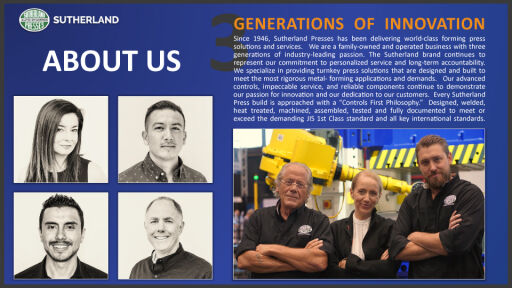 SUTHERLAND
ABOUT US
3
GENERATIONS OF INNOVATION
Since 1946, Sutherland Presses has been delivering world-class forming press
solutions and services. We are a family-owned and operated business with three
generations of industry-leading passion. The Sutherland brand continues to
represent our commitment to personalized service and long-term accountability.
We specialize in providing turnkey press solutions that are designed and built to
meet the most rigorous metal- forming applications and demands. Our advanced
controls, impeccable service, and reliable components continue to demonstrate
our passion for innovation and our dedication to our customers. Every Sutherland
Press build is approached with a "Controls First Philosophy." Designed, welded,
heat treated, machined, assembled, tested and fully documented to meet or
exceed the demanding JIS 1st Class standard and all key international standards.